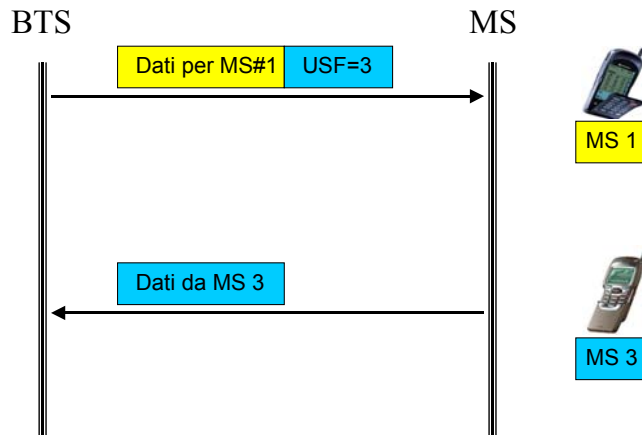 BTS
MS
Dati per MS#1
USF=3
MS 1
Dati da MS 3
MS 3